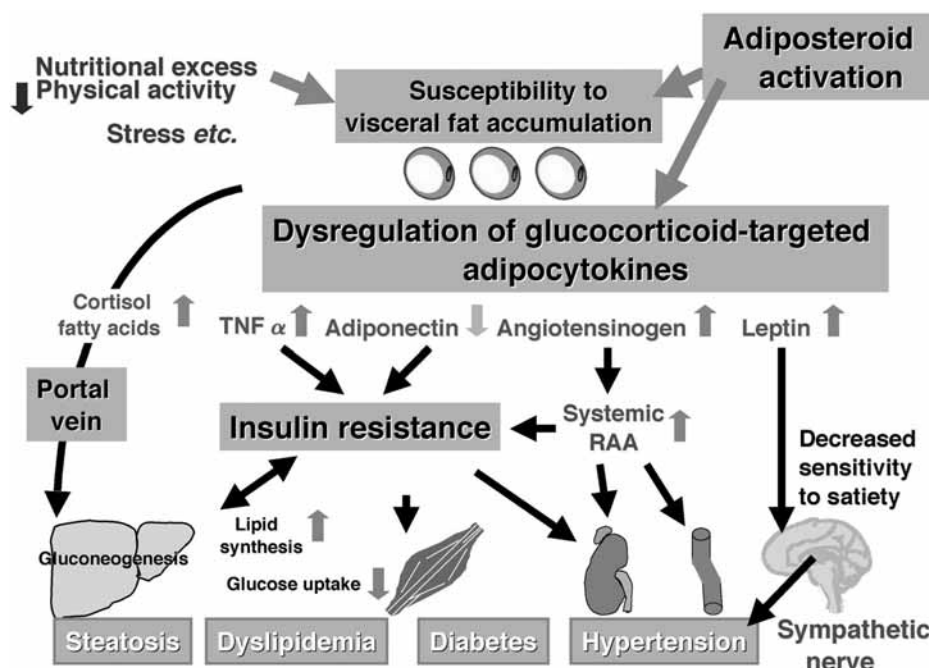 Adiposteroid
activation
Nutritional excess
Physical activity
Stress etc.
Susceptibility to
visceral fat accumulation
Dysregulation of glucocorticoid-targeted
adipocytokines
Cortisol
fatty acids
TNF α
Adiponectin
Angiotensinogen
Leptin
Portal
vein
Insulin resistance
Systemic
RAA
Decreased
sensitivity
to satiety
Gluconeogenesis
Lipid
synthesis
Glucose uptake
Steatosis
Dyslipidemia
Diabetes
Hypertension
Sympathetic
nerve